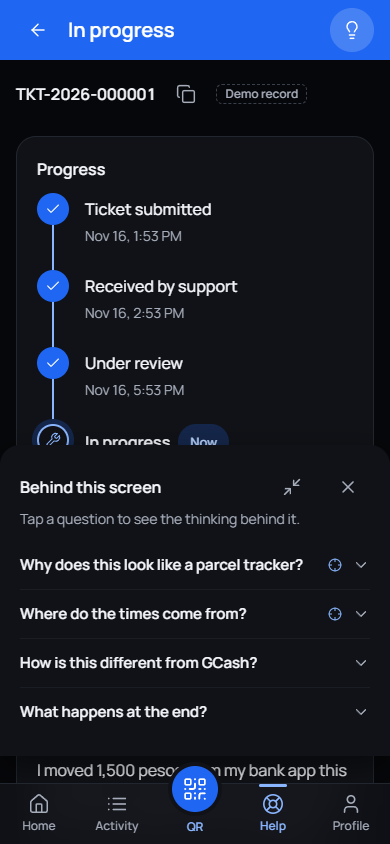 In progress
TKT-2026-000001
Demo record
Progress
Ticket submitted
Nov 16, 1:53 PM
Received by support
Nov 16, 2:53 PM
Under review
Nov 16, 5:53 PM
In progress Now
Behind this screen
Tap a question to see the thinking behind it.
Why does this look like a parcel tracker?
Where do the times come from?
How is this different from GCash?
What happens at the end?
I moved 1,500 my bank app this
Home
Activity
QR
Help
Profile